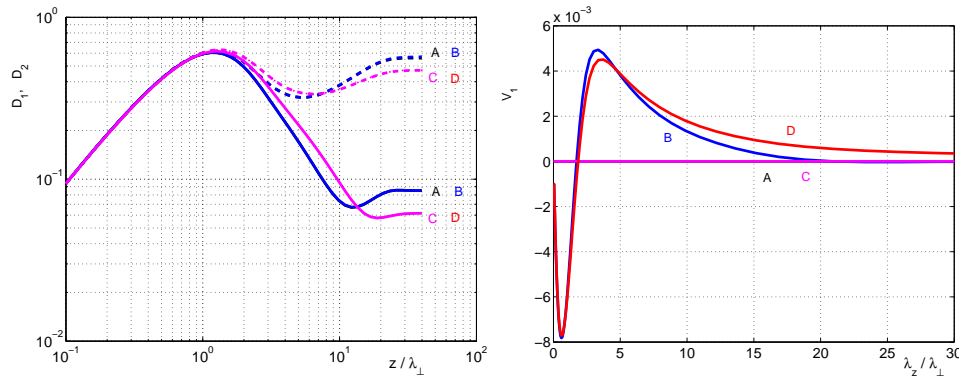 10^0
10^{-1}
10^{-2}
D_1, D_2
A B
C D
A B
C D
10^{-1} 10^0 10^1 10^2
z / λ_⊥
x 10^{-3}
6
4
2
0
−2
−4
−6
−8
V_1
D
B
A C
0 5 10 15 20 25 30
λ_z/λ_⊥